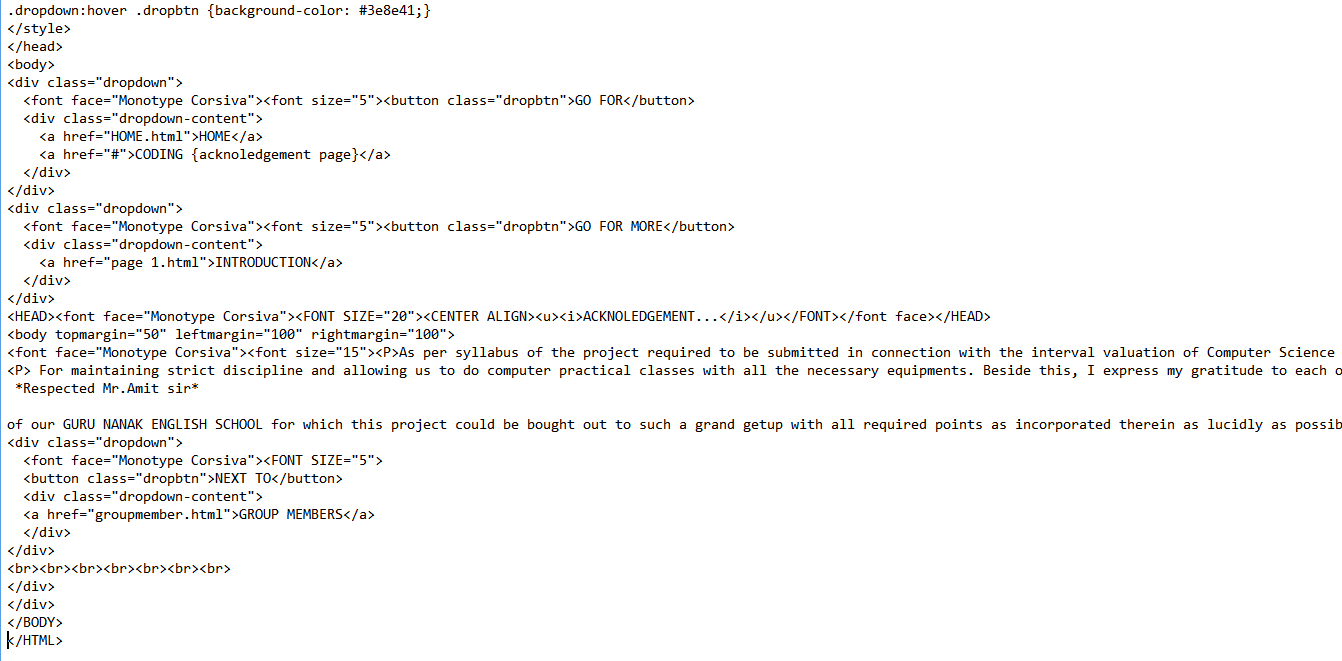 .dropdown:hover .dropbtn {background-color: #3e8e41;}
</style>
</head>
<body>
<div class="dropdown">
  <font face="Monotype Corsiva"><font size="5"><button class="dropbtn">GO FOR</button>
  <div class="dropdown-content">
    <a href="HOME.html">HOME</a>
    <a href="#">CODING {acknoledgement page}</a>
  </div>
</div>
<div class="dropdown">
  <font face="Monotype Corsiva"><font size="5"><button class="dropbtn">GO FOR MORE</button>
  <div class="dropdown-content">
    <a href="page 1.html">INTRODUCTION</a>
  </div>
</div>
<HEAD><font face="Monotype Corsiva"><FONT SIZE="20"><CENTER ALIGN><u><i>ACKNOLEDGEMENT...</i></u></FONT></font face></HEAD>
<body topmargin="50" leftmargin="100" rightmargin="100">
<font face="Monotype Corsiva"><font size="15"><P>As per syllabus of the project required to be submitted in connection with the interval valuation of Computer Science
<P> For maintaining strict discipline and allowing us to do computer practical classes with all the necessary equipments. Beside this, I express my gratitude to each o
 *Respected Mr.Amit sir*

of our GURU NANAK ENGLISH SCHOOL for which this project could be bought out to such a grand getup with all required points as incorporated therein as lucidly as possib
<div class="dropdown">
  <font face="Monotype Corsiva"><FONT SIZE="5">
  <button class="dropbtn">NEXT TO</button>
  <div class="dropdown-content">
  <a href="groupmember.html">GROUP MEMBERS</a>
  </div>
</div>
<br><br><br><br><br><br><br>
</div>
</div>
</BODY>
</HTML>